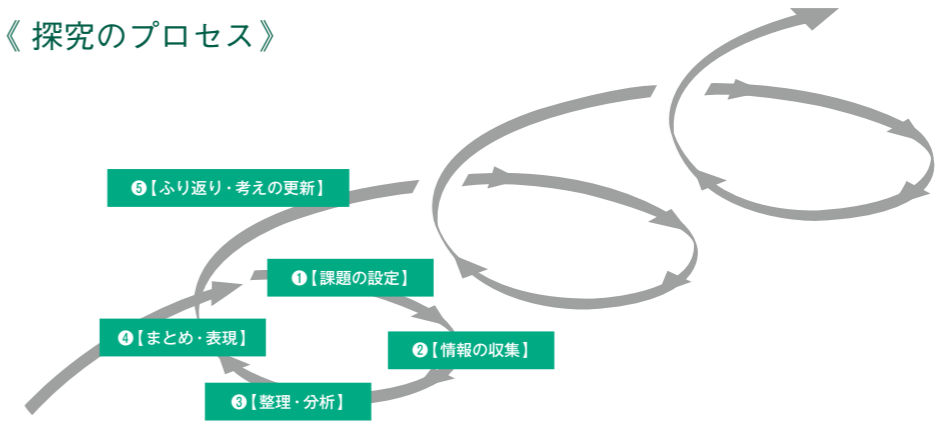 《 探究のプロセス》
❺【ふり返り・考えの更新】
❶【課題の設定】
❹【まとめ・表現】
❷【情報の収集】
❸【整理・分析】